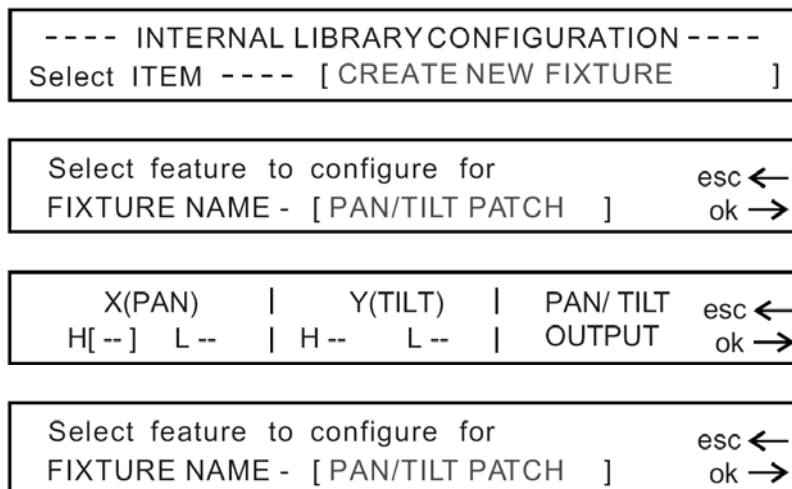 ---- INTERNAL LIBRARY CONFIGURATION ----
Select ITEM ---- [ CREATE NEW FIXTURE ]
Select feature to configure for esc ←
FIXTURE NAME - [ PAN/TILT PATCH ] ok →
X(PAN) | Y(TILT) | PAN/ TILT esc ←
H[ -- ] L -- | H -- L -- | OUTPUT ok →
Select feature to configure for esc ←
FIXTURE NAME - [ PAN/TILT PATCH ] ok →